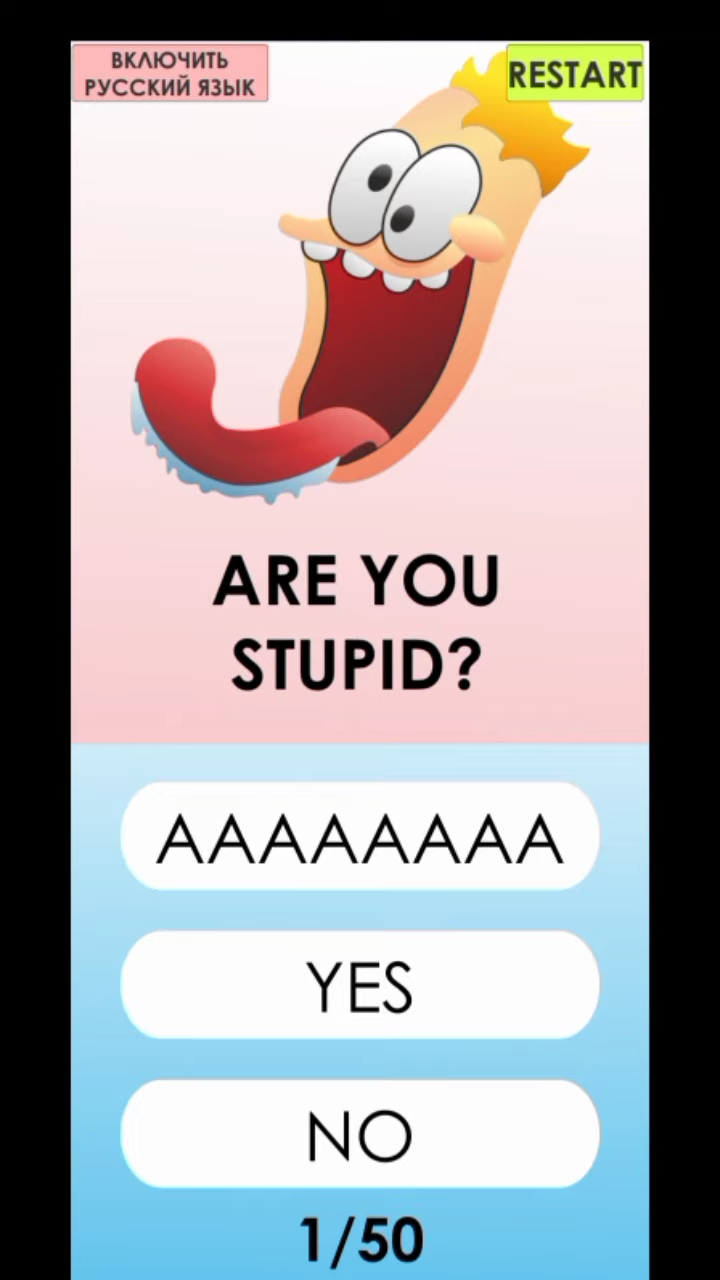 ВКЛЮЧИТЬ
РУССКИЙ ЯЗЫК
RESTART
ARE YOU
STUPID?
AAAAAAAA
YES
NO
1/50